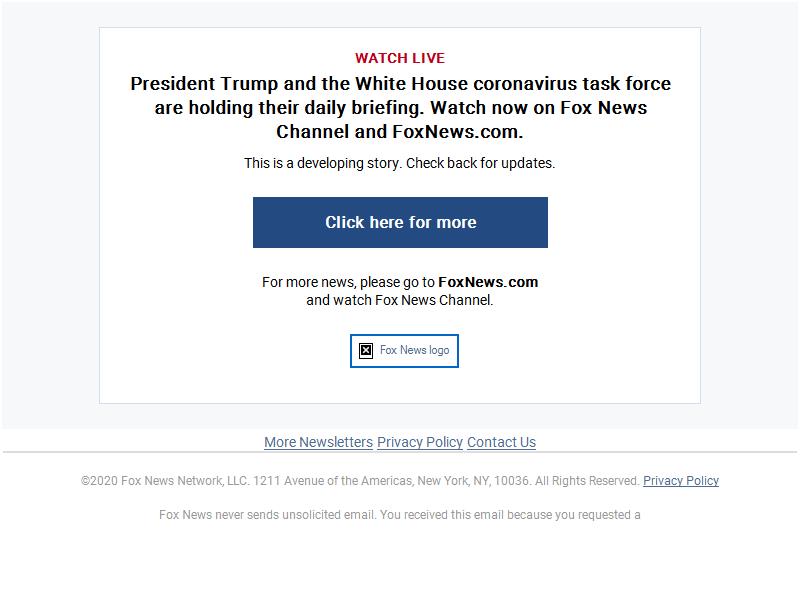 WATCH LIVE
President Trump and the White House coronavirus task force
are holding their daily briefing. Watch now on Fox News
Channel and FoxNews.com.
This is a developing story. Check back for updates.
Click here for more
For more news, please go to FoxNews.com
and watch Fox News Channel.
Fox News logo
More Newsletters Privacy Policy Contact Us
©2020 Fox News Network, LLC. 1211 Avenue of the Americas, New York, NY, 10036. All Rights Reserved. Privacy Policy
Fox News never sends unsolicited email. You received this email because you requested a